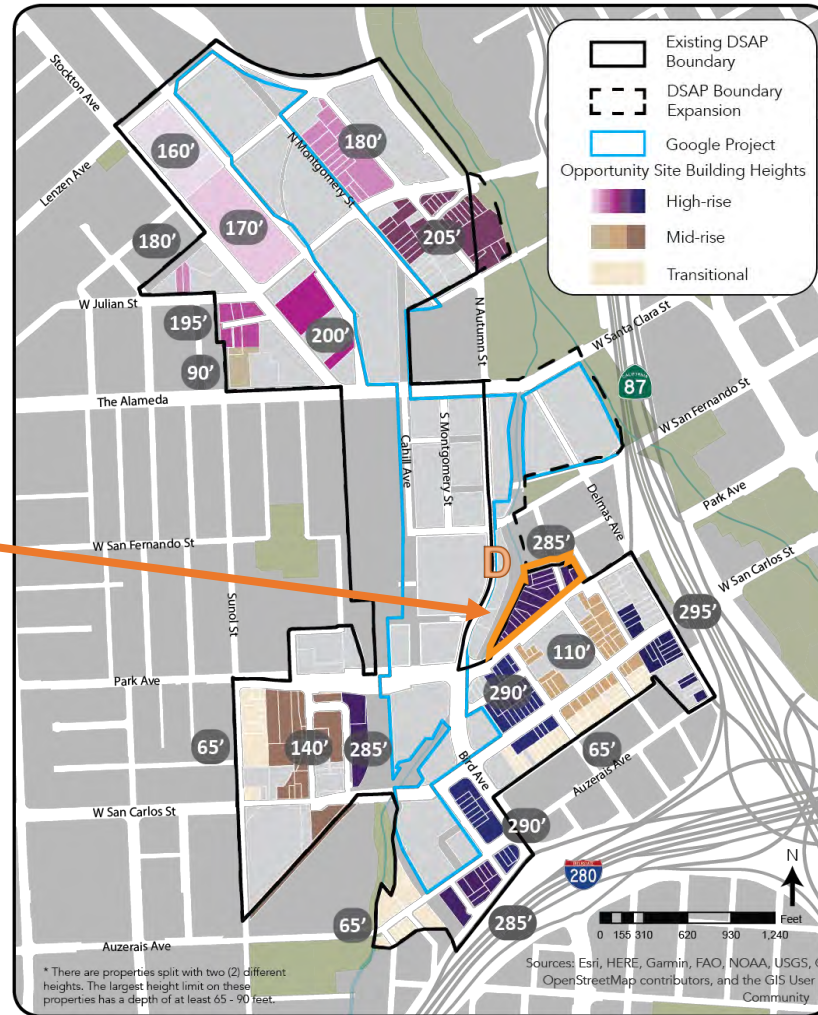 Existing DSAP
Boundary
DSAP Boundary
Expansion
Google Project
Opportunity Site Building Heights
High-rise
Mid-rise
Transitional
Stockton Ave
Lenzen Ave
160'
N Montgomery St
180'
170'
180'
205'
W Julian St
195'
200'
90'
N Autumn St
W Santa Clara St
CALIFORNIA
87
The Alameda
Cahill Ave
S Montgomery St
W San Fernando St
Park Ave
Delmas Ave
W San Fernando St
D
285'
W San Carlos St
Sunol St
295'
110'
Park Ave
290'
65'
140'
285'
65'
Bird Ave
Auzerais Ave
W San Carlos St
290'
INTERSTATE
280
N
65'
285'
Feet
0 155 310 620 930 1,240
Auzerais Ave
* There are properties split with two (2) different
heights. The largest height limit on these
properties has a depth of at least 65 - 90 feet.
Sources: Esri, HERE, Garmin, FAO, NOAA, USGS,
OpenStreetMap contributors, and the GIS User
Community